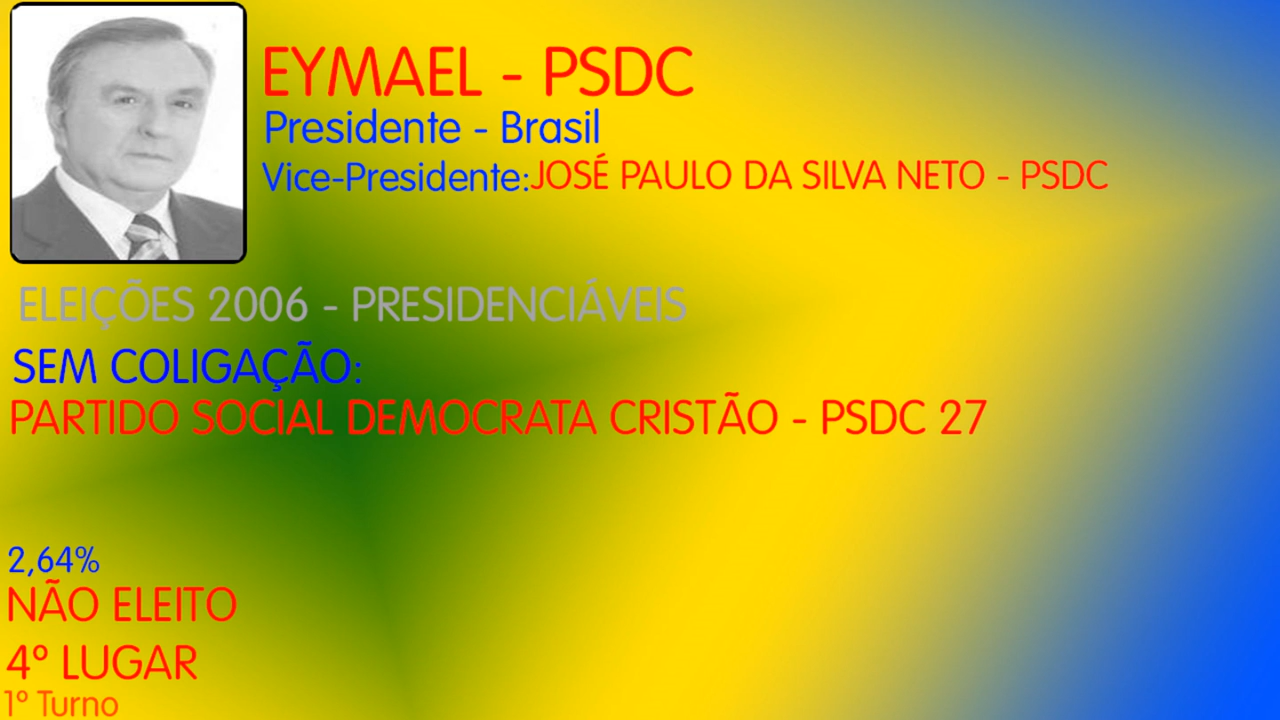 EYMAEL - PSDC
Presidente - Brasil
Vice-Presidente:JOSÉ PAULO DA SILVA NETO - PSDC
ELEIÇÕES 2006 - PRESIDENCIÁVEIS
SEM COLIGAÇÃO:
PARTIDO SOCIAL DEMOCRATA CRISTÃO - PSDC 27
2,64%
NÃO ELEITO
4º LUGAR
1º Turno